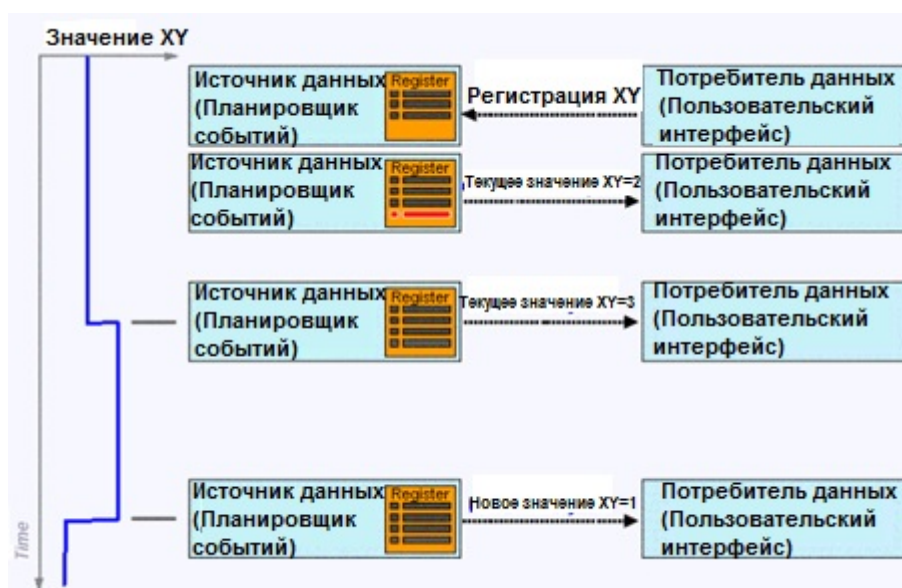 Значение XY
Источник данных
(Планировщик
событий)
Register
Регистрация XY
Потребитель данных
(Пользовательский
интерфейс)
Источник данных
(Планировщик
событий)
Register
Текущее значение XY=2
Потребитель данных
(Пользовательский
интерфейс)
Источник данных
(Планировщик
событий)
Register
Текущее значение XY=3
Потребитель данных
(Пользовательский
интерфейс)
Источник данных
(Планировщик
событий)
Register
Новое значение XY=1
Потребитель данных
(Пользовательский
интерфейс)
Time